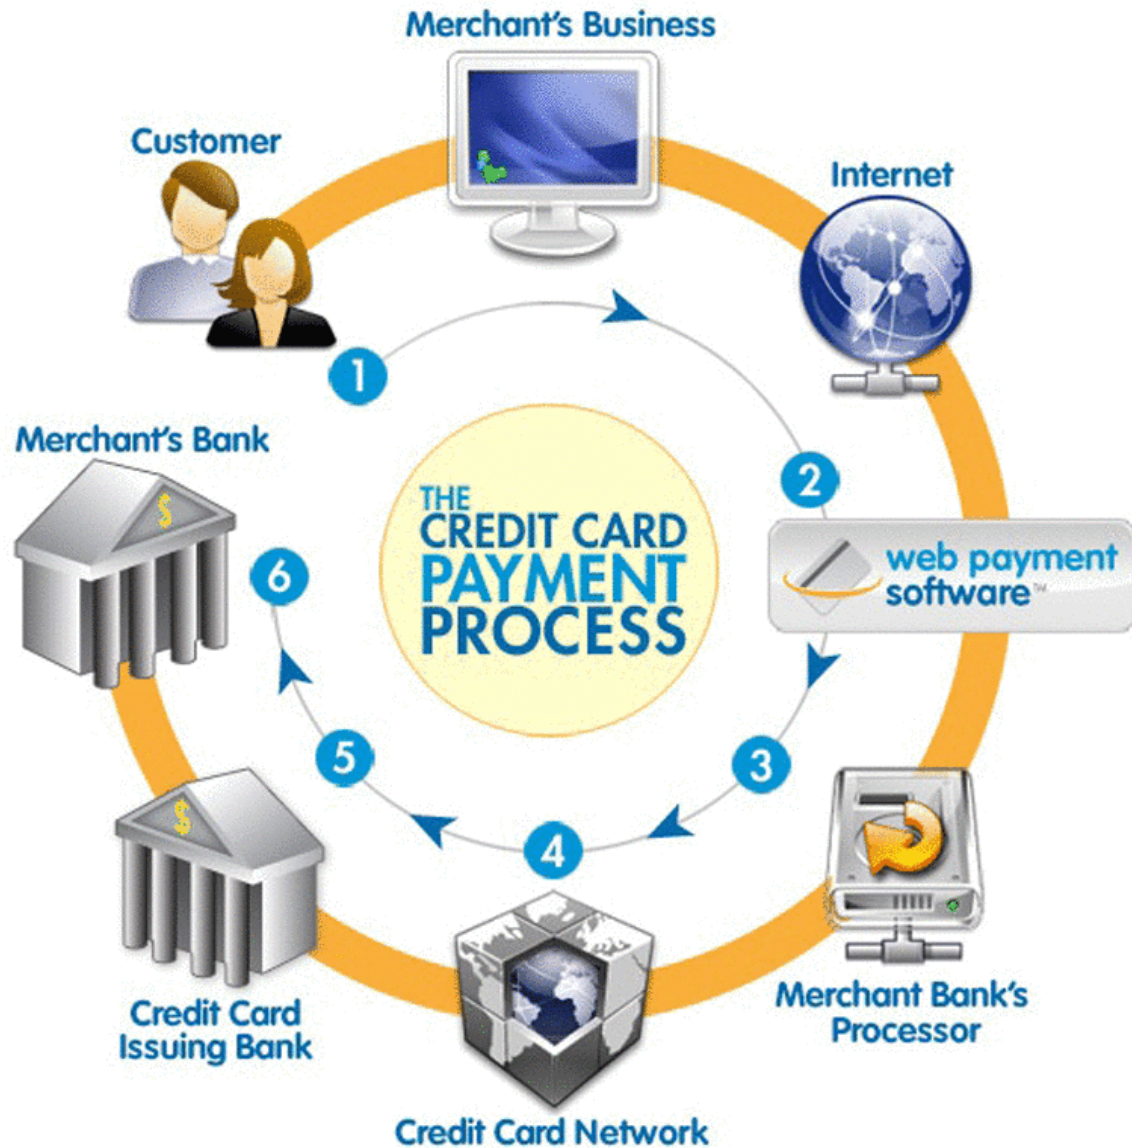 Merchant's Business
Customer
Internet
1
2
Merchant's Bank
THE
CREDIT CARD
PAYMENT
PROCESS
web payment
software™
6
5
3
4
$
$
Credit Card
Issuing Bank
Merchant Bank's
Processor
Credit Card Network